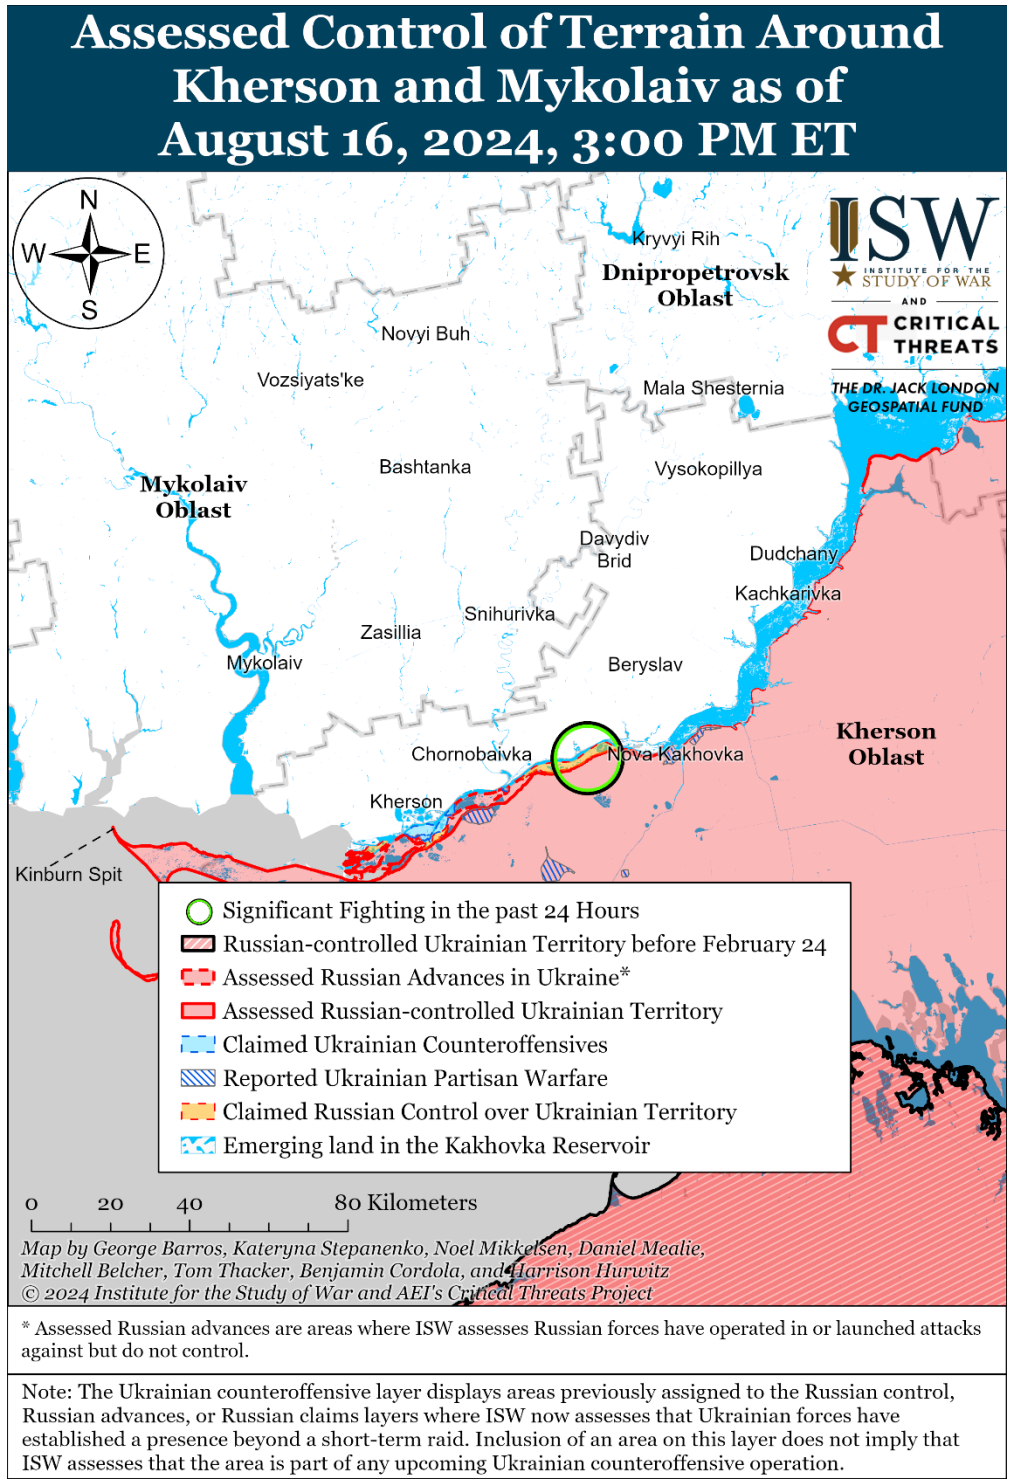 Assessed Control of Terrain Around
Kherson and Mykolaiv as of
August 16, 2024, 3:00 PM ET
N
W
E
S
ISW
INSTITUTE FOR THE
STUDY OF WAR
AND
CT CRITICAL
THREATS
THE DR. JACK LONDON
GEOSPATIAL FUND
Kryvyi Rih
Dnipropetrovsk
Oblast
Novyi Buh
Vozsiyats'ke
Mala Shesternia
Bashtanka
Vysokopillya
Mykolaiv
Oblast
Davydiv
Brid
Dudchany
Kachkarivka
Snihurivka
Zasillia
Mykolaiv
Beryslav
Kherson
Oblast
Chornobaivka
Nova Kakhovka
Kherson
Kinburn Spit
Significant Fighting in the past 24 Hours
Russian-controlled Ukrainian Territory before February 24
Assessed Russian Advances in Ukraine*
Assessed Russian-controlled Ukrainian Territory
Claimed Ukrainian Counteroffensives
Reported Ukrainian Partisan Warfare
Claimed Russian Control over Ukrainian Territory
Emerging land in the Kakhovka Reservoir
0 20 40 80 Kilometers
Map by George Barros, Kateryna Stepanenko, Noel Mikkelsen, Daniel Mealie,
Mitchell Belcher, Tom Thacker, Benjamin Cordola, and Harrison Hurwitz
© 2024 Institute for the Study of War and AEI's Critical Threats Project
* Assessed Russian advances are areas where ISW assesses Russian forces have operated in or launched attacks
against but do not control.
Note: The Ukrainian counteroffensive layer displays areas previously assigned to the Russian control,
Russian advances, or Russian claims layers where ISW now assesses that Ukrainian forces have
established a presence beyond a short-term raid. Inclusion of an area on this layer does not imply that
ISW assesses that the area is part of any upcoming Ukrainian counteroffensive operation.